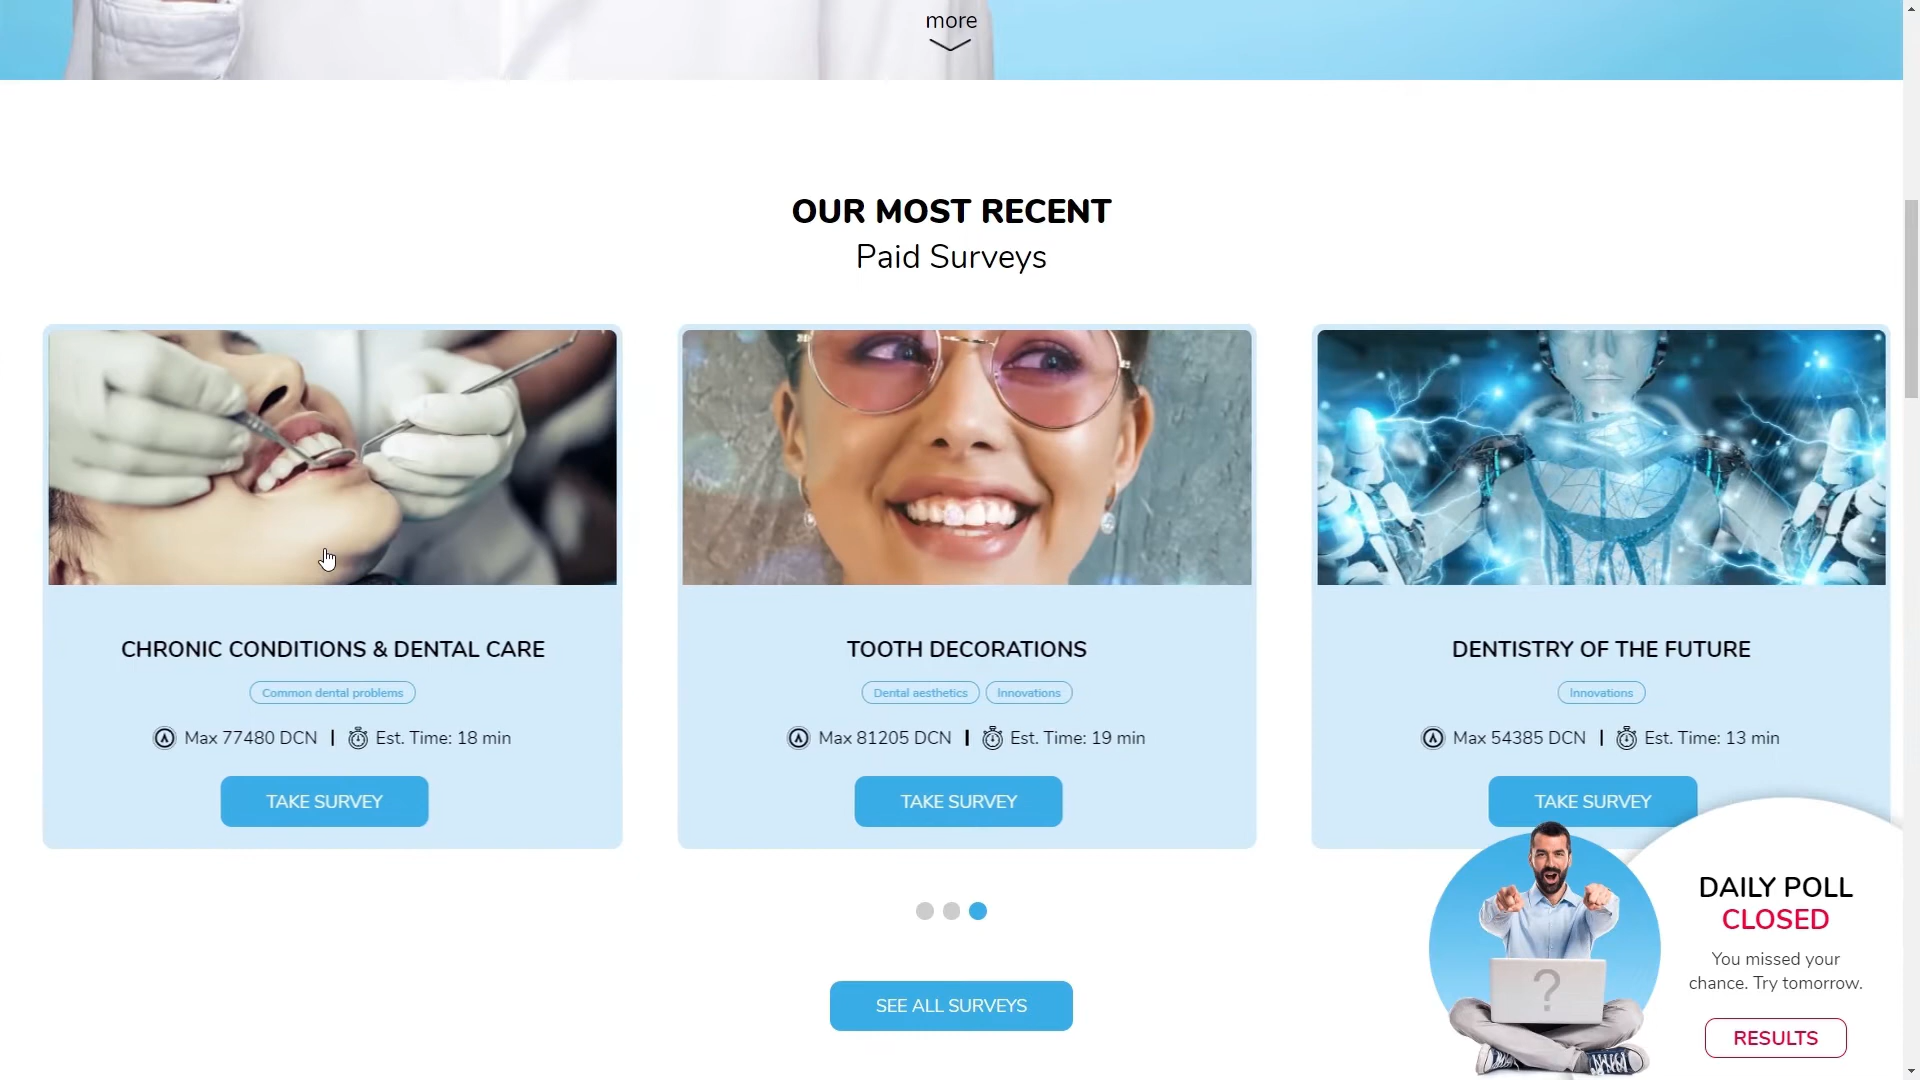 more
OUR MOST RECENT
Paid Surveys
CHRONIC CONDITIONS & DENTAL CARE
Common dental problems
Max 77480 DCN | Est. Time: 18 min
TAKE SURVEY
TOOTH DECORATIONS
Dental aesthetics Innovations
Max 81205 DCN | Est. Time: 19 min
TAKE SURVEY
DENTISTRY OF THE FUTURE
Innovations
Max 54385 DCN | Est. Time: 13 min
TAKE SURVEY
SEE ALL SURVEYS
?
DAILY POLL
CLOSED
You missed your
chance. Try tomorrow.
RESULTS